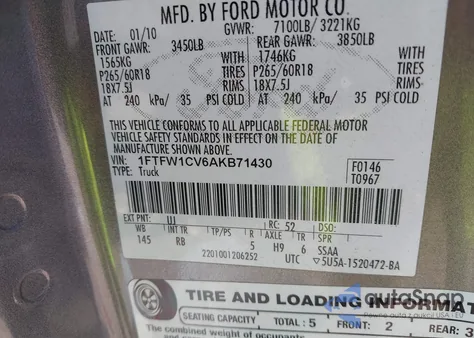 MFD. BY FORD MOTOR CO.
DATE: 01/10 GVWR: 7100LB/ 3221KG
FRONT GAWR: 3450LB REAR GAWR: 3850LB
1565KG WITH 1746KG WITH
P265/60R18 TIRES P265/60R18 TIRES
18X7.5J RIMS 18X7.5J RIMS
AT 240 kPa/ 35 PSI COLD AT 240 kPa/ 35 PSI COLD
THIS VEHICLE CONFORMS TO ALL APPLICABLE FEDERAL MOTOR
VEHICLE SAFETY STANDARDS IN EFFECT ON THE DATE OF
MANUFACTURE SHOWN ABOVE.
VIN: 1FTFW1CV6AKB71430
TYPE: Truck
F0146
T0967
EXT PNT: UJ RC: 52 DSO:
WB INT TR TP/PS R AXLE TR SPR
145 RB 5 H9 6 SSAA
2201001206252 UTC 5U5A-1520472-BA
TIRE AND LOADING INFORMAT
SEATING CAPACITY TOTAL: 5 FRONT: 2 REAR: 3
The combined weight of occupants
autoSnap